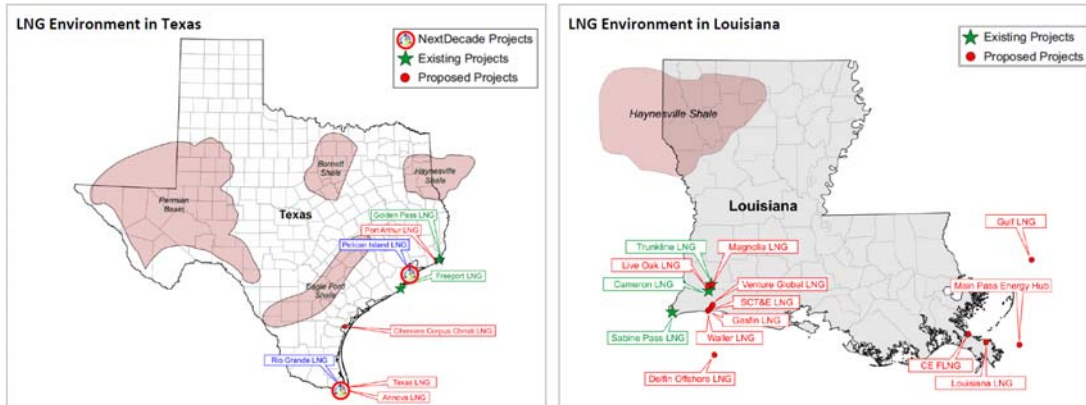 LNG Environment in Texas
NextDecade Projects
Existing Projects
Proposed Projects
Permian
Basin
Barnett
Shale
Haynesville
Shale
Texas
Golden Pass LNG
Port Arthur LNG
Pelican Island LNG
Freeport LNG
Eagle Ford
Shale
Cheniere Corpus Christi LNG
Rio Grande LNG
Texas LNG
Annova LNG
LNG Environment in Louisiana
Existing Projects
Proposed Projects
Haynesville Shale
Louisiana
Gulf LNG
Trunkline LNG
Magnolia LNG
Live Oak LNG
Cameron LNG
Venture Global LNG
Main Pass Energy Hub
SCT&E LNG
Gasfin LNG
Sabine Pass LNG
Waller LNG
CE FLNG
Delfin Offshore LNG
Louisiana LNG